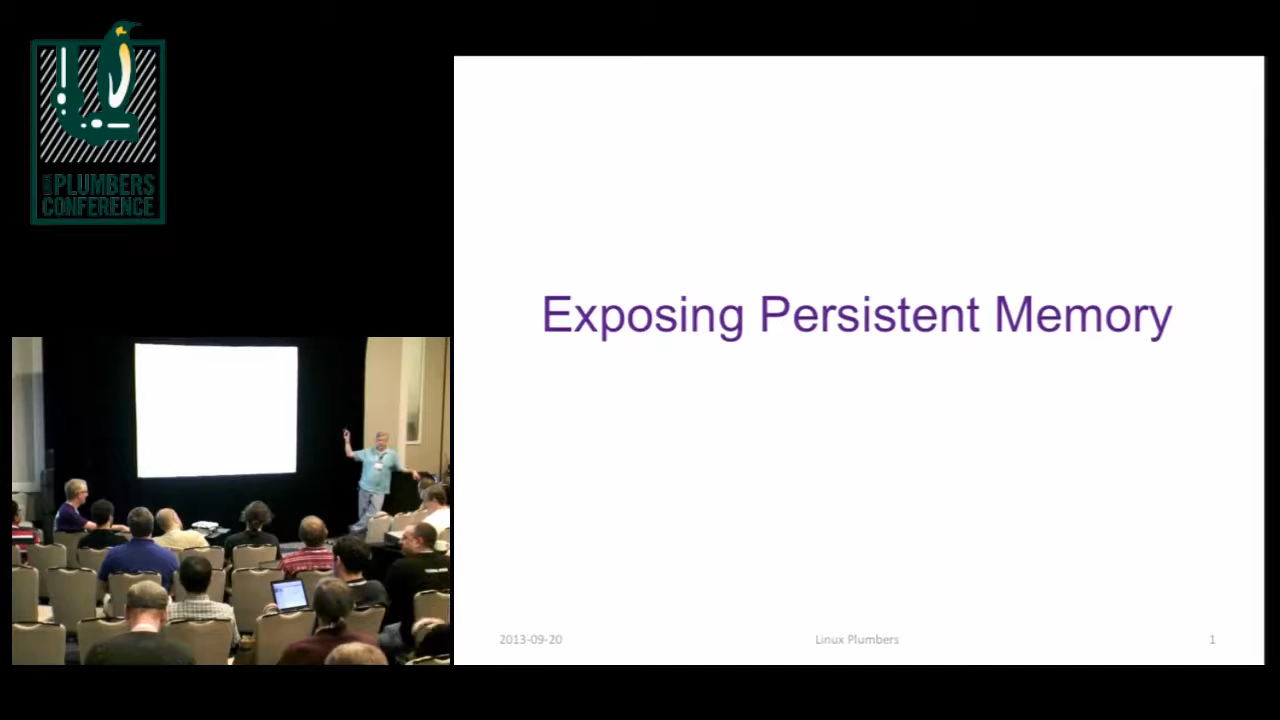 PLUMBERS
CONFERENCE
Exposing Persistent Memory
2013-09-20
Linux Plumbers
1